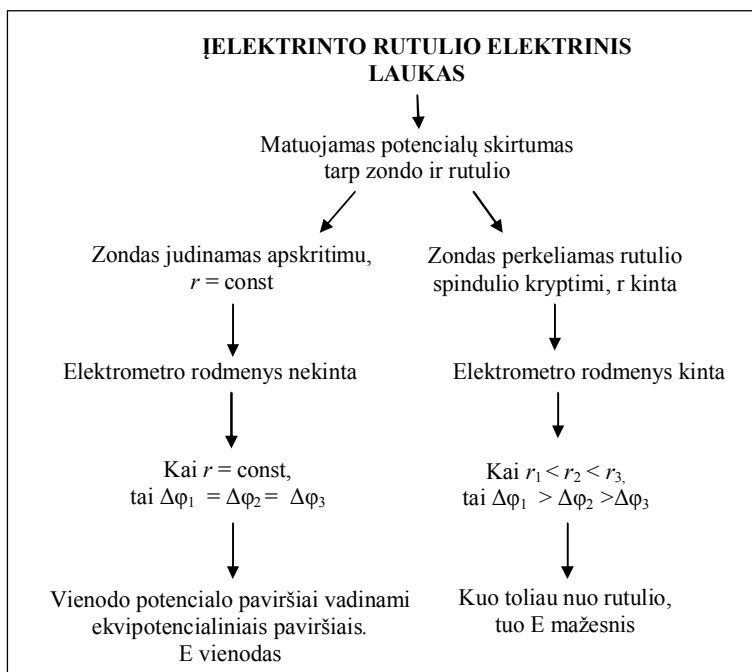 ĮELEKTRINTO RUTULIO ELEKTRINIS
LAUKAS
Matuojamas potencialų skirtumas
tarp zondo ir rutulio
Zondas judinamas apskritimu,
r = const
Elektrometro rodmenys nekinta
Kai r = const,
tai Δφ₁ = Δφ₂ = Δφ₃
Vienodo potencialo paviršiai vadinami
ekvipotencialiniais paviršiais.
E vienodas
Zondas perkeliamas rutulio
spindulio kryptimi, r kinta
Elektrometro rodmenys kinta
Kai r₁ < r₂ < r₃,
tai Δφ₁ > Δφ₂ >Δφ₃
Kuo toliau nuo rutulio,
tuo E mažesnis